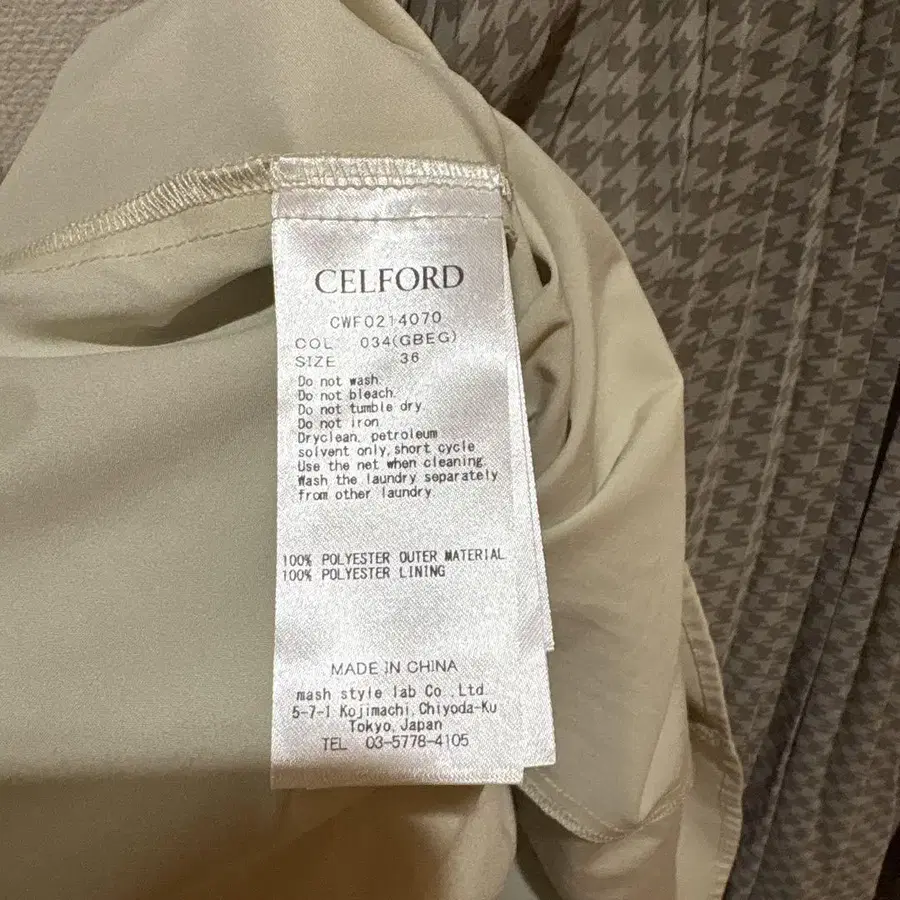 CELFORD
CWF0214070
COL 034(GBEG)
SIZE 36
Do not wash.
Do not bleach.
Do not tumble dry.
Do not iron.
Dryclean, petroleum
solvent only, short cycle.
Use the net when cleaning.
Wash the laundry separately
from other laundry.
100% POLYESTER OUTER MATERIAL
100% POLYESTER LINING
MADE IN CHINA
mash style lab Co.,Ltd.
5-7-1 Kojimachi,Chiyoda-Ku
Tokyo,Japan
TEL 03-5778-4105